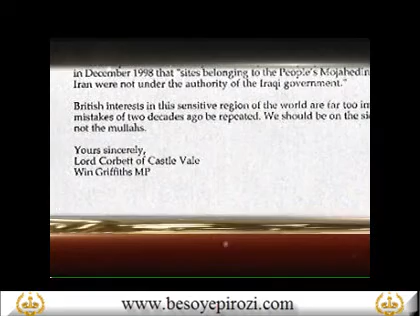 in December 1998 that "sites belonging to the People's Mojahedin
Iran were not under the authority of the Iraqi government."
British interests in this sensitive region of the world are far too
mistakes of two decades ago be repeated. We should be on the
not the mullahs.
Yours sincerely,
Lord Corbett of Castle Vale
Win Griffiths MP
www.besoyepirozi.com